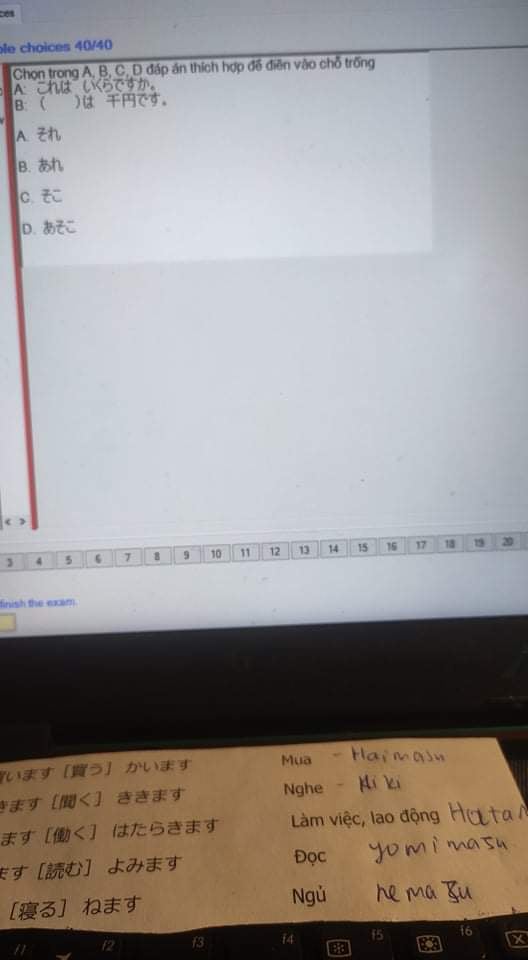 ces
ple choices 40/40
Chọn trong A, B, C, D đáp án thích hợp để điền vào chỗ trống
A: これは いくらですか。
B: ( )は 千円です。
A. それ
B. あれ
C. そこ
D. あそこ
< >
3 4 5 6 7 8 9 10 11 12 13 14 15 16 17 18 19 20
finish the exam.
います [買う] かいます Mua - Haimasu
きます [聞く] ききます Nghe - Kiki
ます [働く] はたらきます Làm việc, lao động Hata
ます [読む] よみます Đọc yomimasu
[寝る] ねます Ngủ nemasu
f1 f2 f3 f4 f5 f6